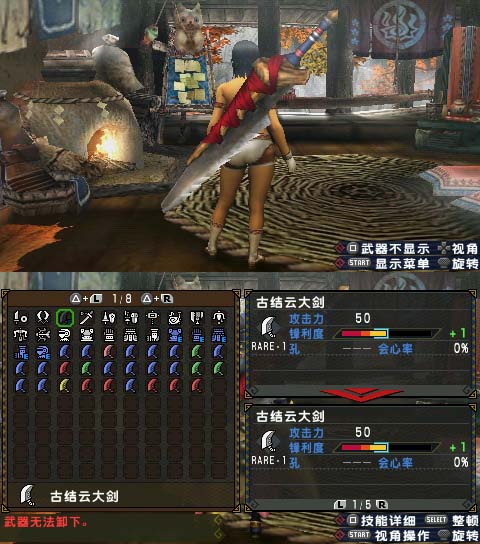 武器不显示 视角
START 显示菜单 旋转
△+L 1/8 △+R
古结云大剑
攻击力 50
锋利度 +1
RARE-1 孔 --- 会心率 0%
古结云大剑
攻击力 50
锋利度 +1
RARE-1 孔 --- 会心率 0%
古结云大剑
L 1/5 R
武器无法卸下。
技能详细 SELECT 整顿
START 视角操作 旋转